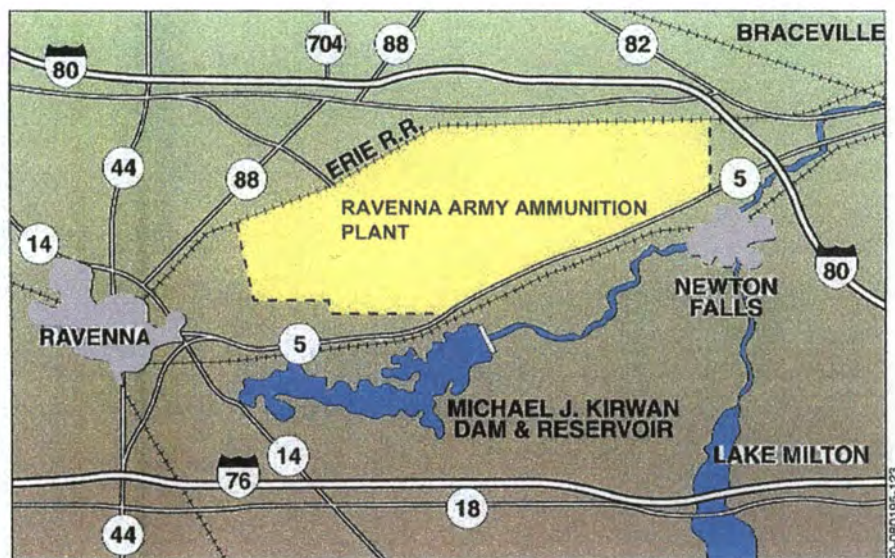 704
88
82
BRACEVILLE
80
ERIE R.R.
44
88
5
RAVENNA ARMY AMMUNITION
PLANT
14
80
NEWTON
FALLS
RAVENNA
5
MICHAEL J. KIRWAN
DAM & RESERVOIR
LAKE MILTON
76
14
18
44